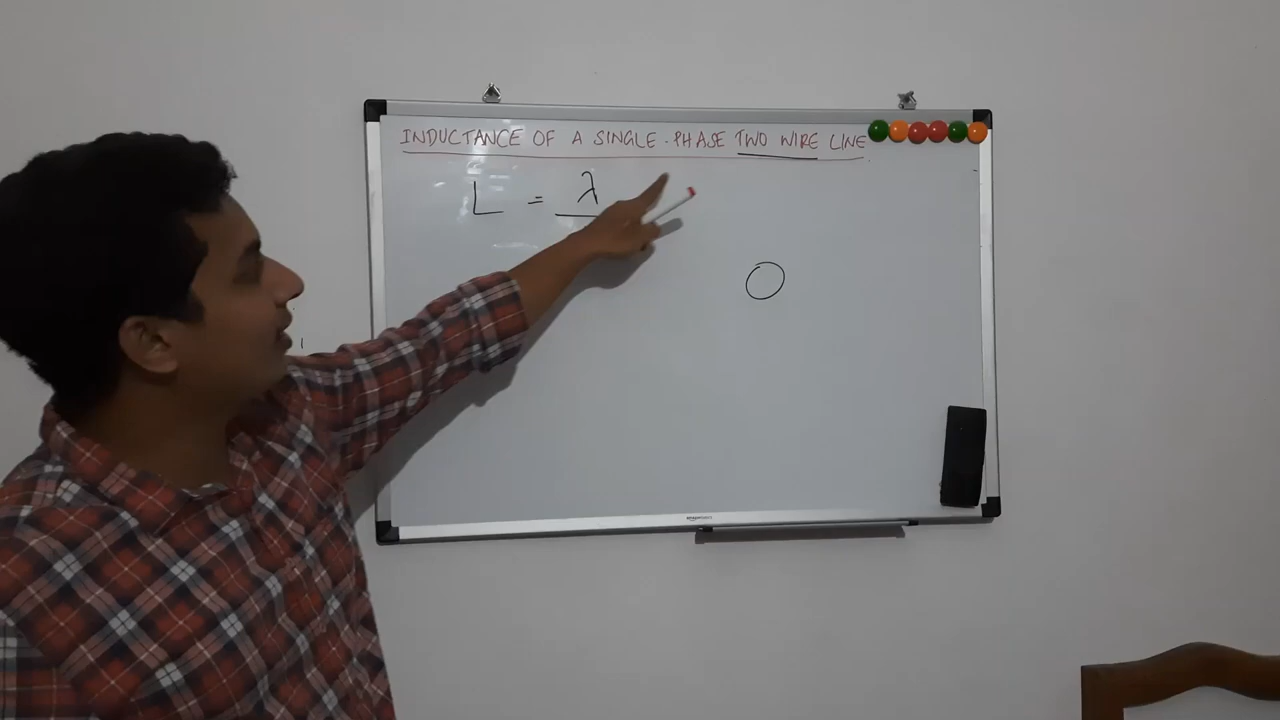 INDUCTANCE OF A SINGLE-PHASE TWO WIRE LINE
L = λ